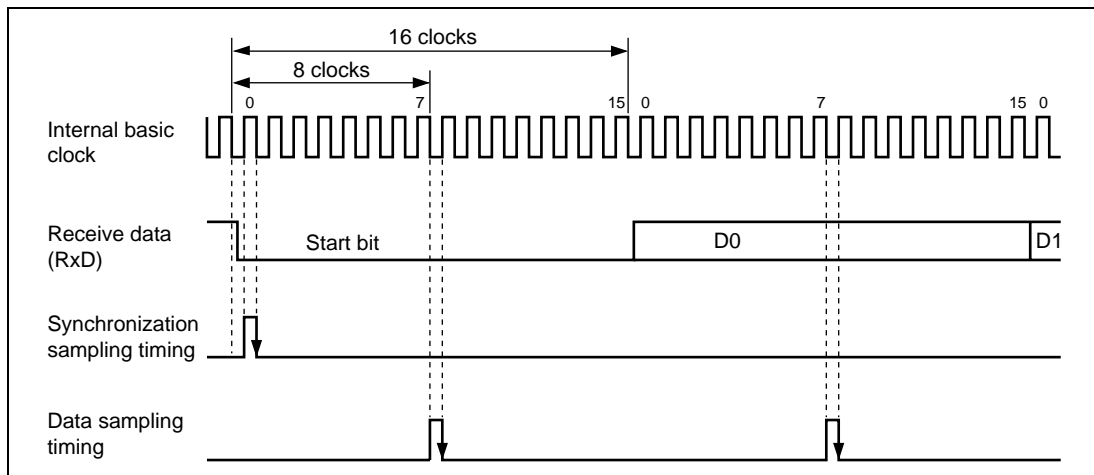 16 clocks
8 clocks
0 7 15 0 7 15 0
Internal basic
clock
Receive data
(RxD)
Start bit D0 D1
Synchronization
sampling timing
Data sampling
timing